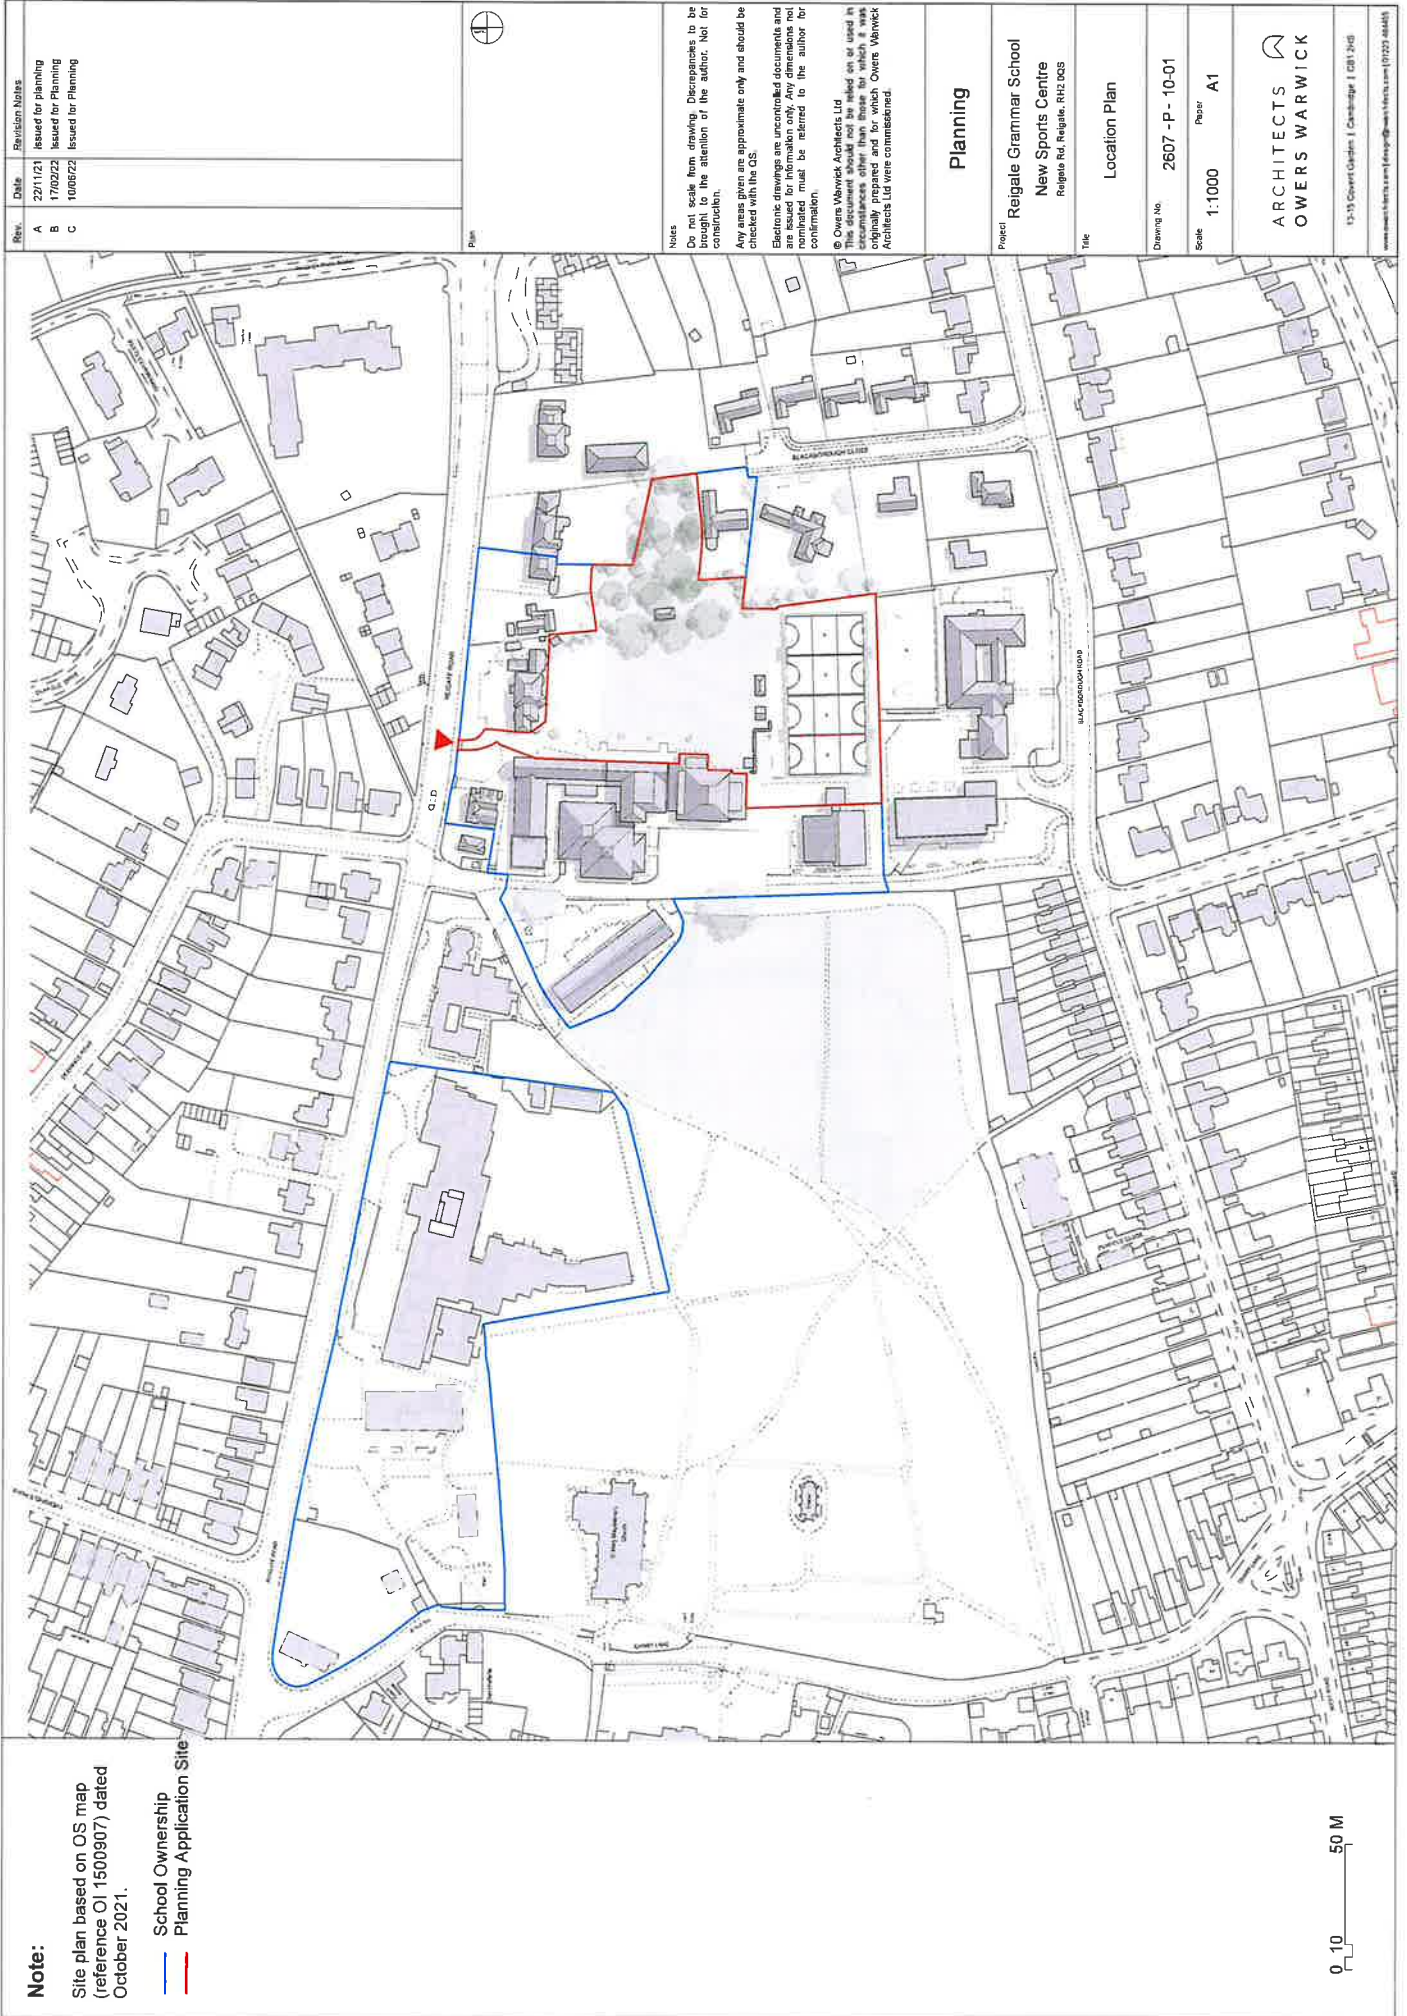 Note:
Site plan based on OS map
(reference OI 1500907) dated
October 2021.
School Ownership
Planning Application Site
0 10 50 M
Rev. Date Revision Notes
A 22/11/21 Issued for planning
B 17/02/22 Issued for Planning
C 10/06/22 Issued for Planning
Plan
Notes
Do not scale from drawing. Discrepancies to be
brought to the attention of the author. Not for
construction.
Any areas given are approximate only and should be
checked with the QS.
Electronic drawings are uncontrolled documents and
are issued for information only. Any dimensions not
nominated must be referred to the author for
confirmation.
© Owers Warwick Architects Ltd
This document should not be relied on or used in
circumstances other than those for which it was
originally prepared and for which Owers Warwick
Architects Ltd were commissioned.
Planning
Project
Reigale Grammar School
New Sports Centre
Reigate Rd, Reigate, RH2 0QS
Title
Location Plan
Drawing No.
2607 - P - 10-01
Scale Paper
1:1000 A1
ARCHITECTS
OWERS WARWICK
REIGATE ROAD
BLACKBOROUGH CLOSE
BLACKBOROUGH ROAD
REIGATE ROAD